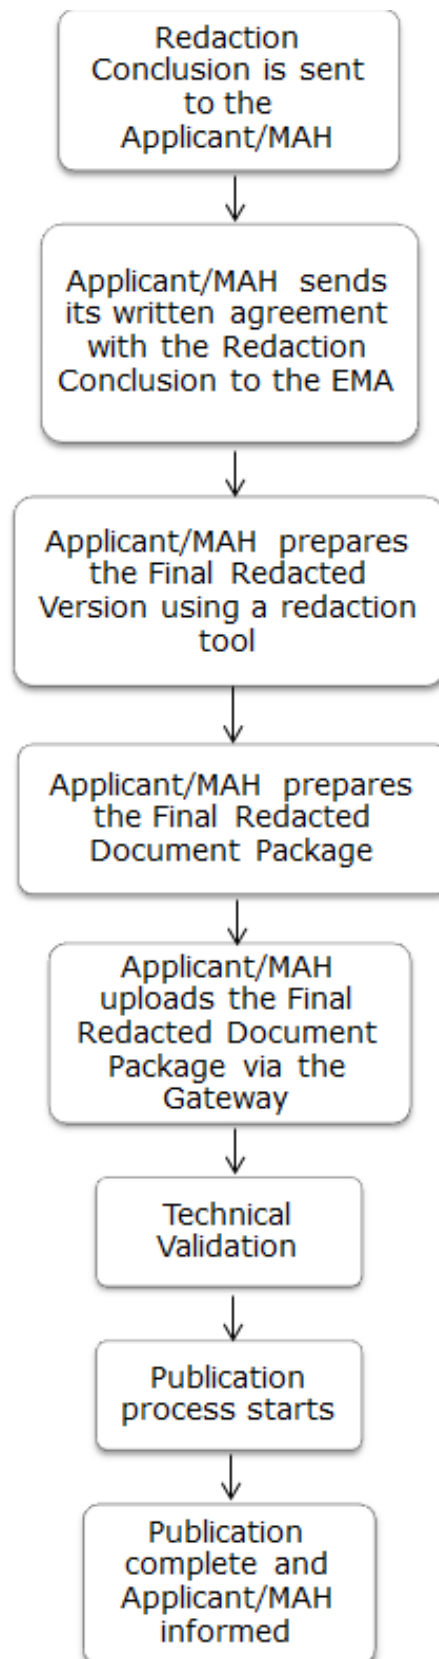 Redaction
Conclusion is sent
to the
Applicant/MAH
Applicant/MAH sends
its written agreement
with the Redaction
Conclusion to the EMA
Applicant/MAH prepares
the Final Redacted
Version using a redaction
tool
Applicant/MAH prepares
the Final Redacted
Document Package
Applicant/MAH
uploads the Final
Redacted Document
Package via the
Gateway
Technical
Validation
Publication
process starts
Publication
complete and
Applicant/MAH
informed